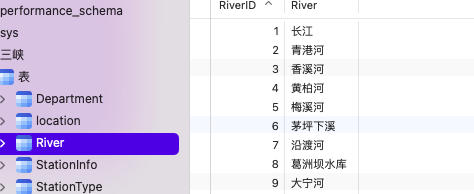 performance_schema
sys
三峡
表
Department
location
River
StationInfo
StationType
RiverID River
1 长江
2 青港河
3 香溪河
4 黄柏河
5 梅溪河
6 茅坪下溪
7 沿渡河
8 葛洲坝水库
9 大宁河